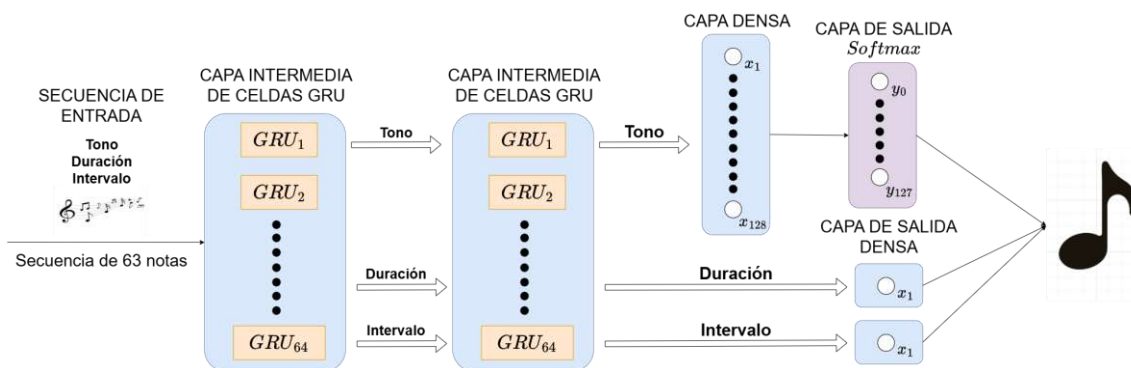 SECUENCIA DE
ENTRADA
Tono
Duración
Intervalo
Secuencia de 63 notas
CAPA INTERMEDIA
DE CELDAS GRU
GRU1
GRU2
GRU64
Tono
Duración
Intervalo
CAPA INTERMEDIA
DE CELDAS GRU
GRU1
GRU2
GRU64
Tono
Duración
Intervalo
CAPA DENSA
x1
x128
CAPA DE SALIDA
Softmax
y0
y127
CAPA DE SALIDA
DENSA
x1
x1